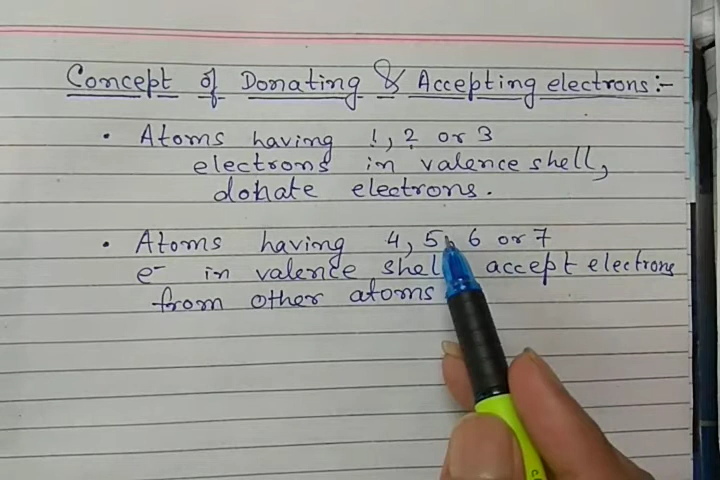 Concept of Donating & Accepting electrons:-
• Atoms having 1, 2 or 3
electrons in valence shell,
donate electrons.
• Atoms having 4, 5, 6 or 7
e⁻ in valence shell accept electrons
from other atoms